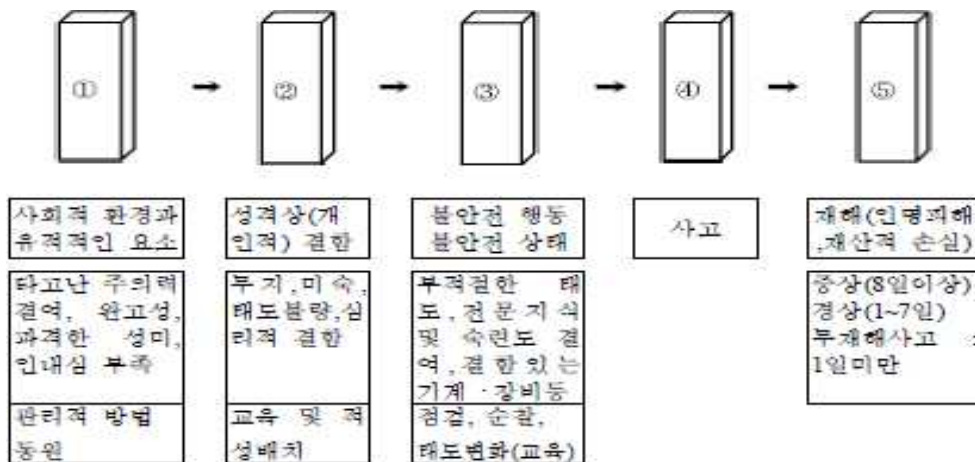 ① → ② → ③ → ④ → ⑤
사회적 환경과
유적적인 요소
성격상(개
인적) 결함
불안전 행동
불안전 상태
사고
재해(인명피해
,재산적 손실)
타고난 주의력
결여, 완고성,
과격한 성미,
인내심 부족
무지,미숙,
태도불량,심
리적 결함
부적절한 태
도,전문지식
및 숙련도 결
여,결함있는
기계·장비등
중상(8일이상)
경상(1~7일)
무재해사고 :
1일미만
관리적 방법
동원
교육 및 적
성배치
점검, 순찰,
태도변화(교육)